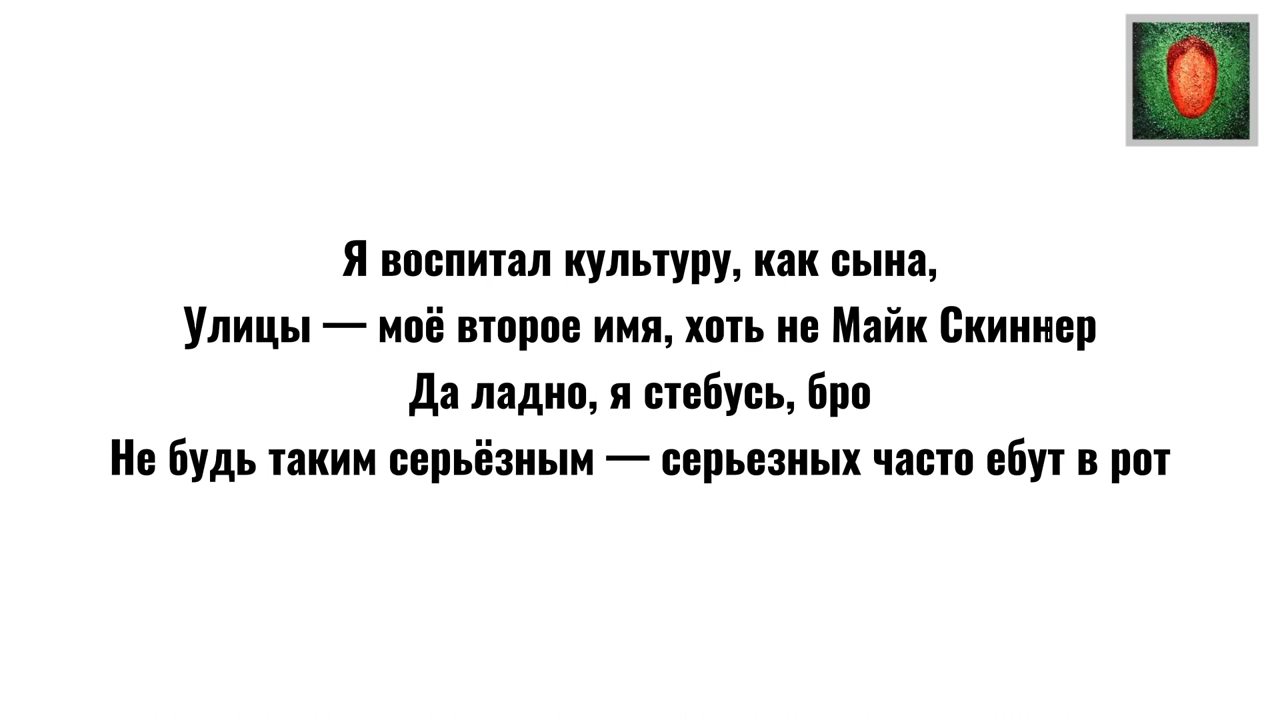 Я воспитал культуру, как сына,
Улицы — моё второе имя, хоть не Майк Скиннер
Да ладно, я стебусь, бро
Не будь таким серьёзным — серьезных часто ебут в рот